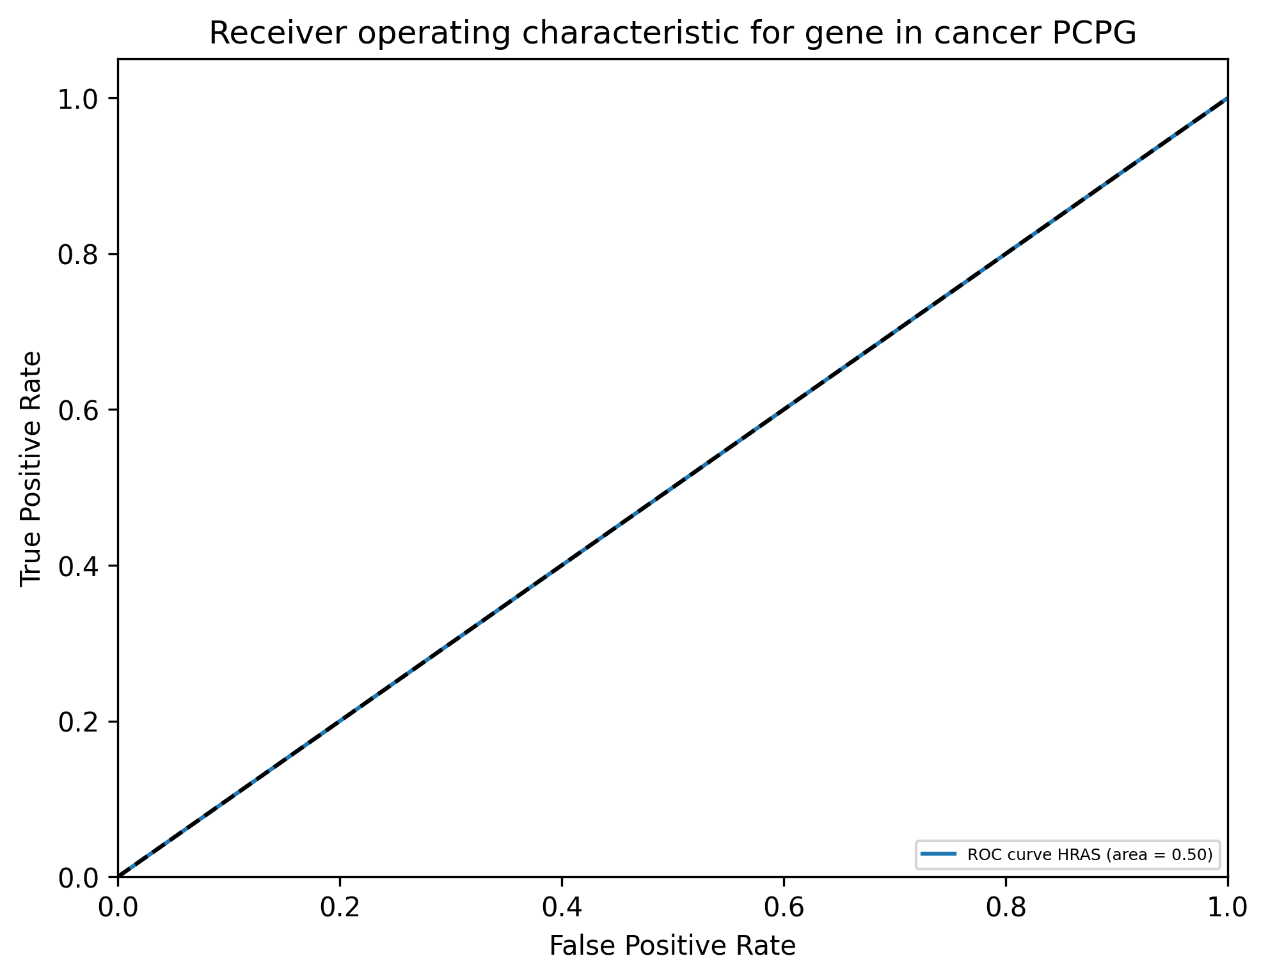 Receiver operating characteristic for gene in cancer PCPG
1.0
0.8
0.6
0.4
0.2
0.0
True Positive Rate
ROC curve HRAS (area = 0.50)
0.0 0.2 0.4 0.6 0.8 1.0
False Positive Rate